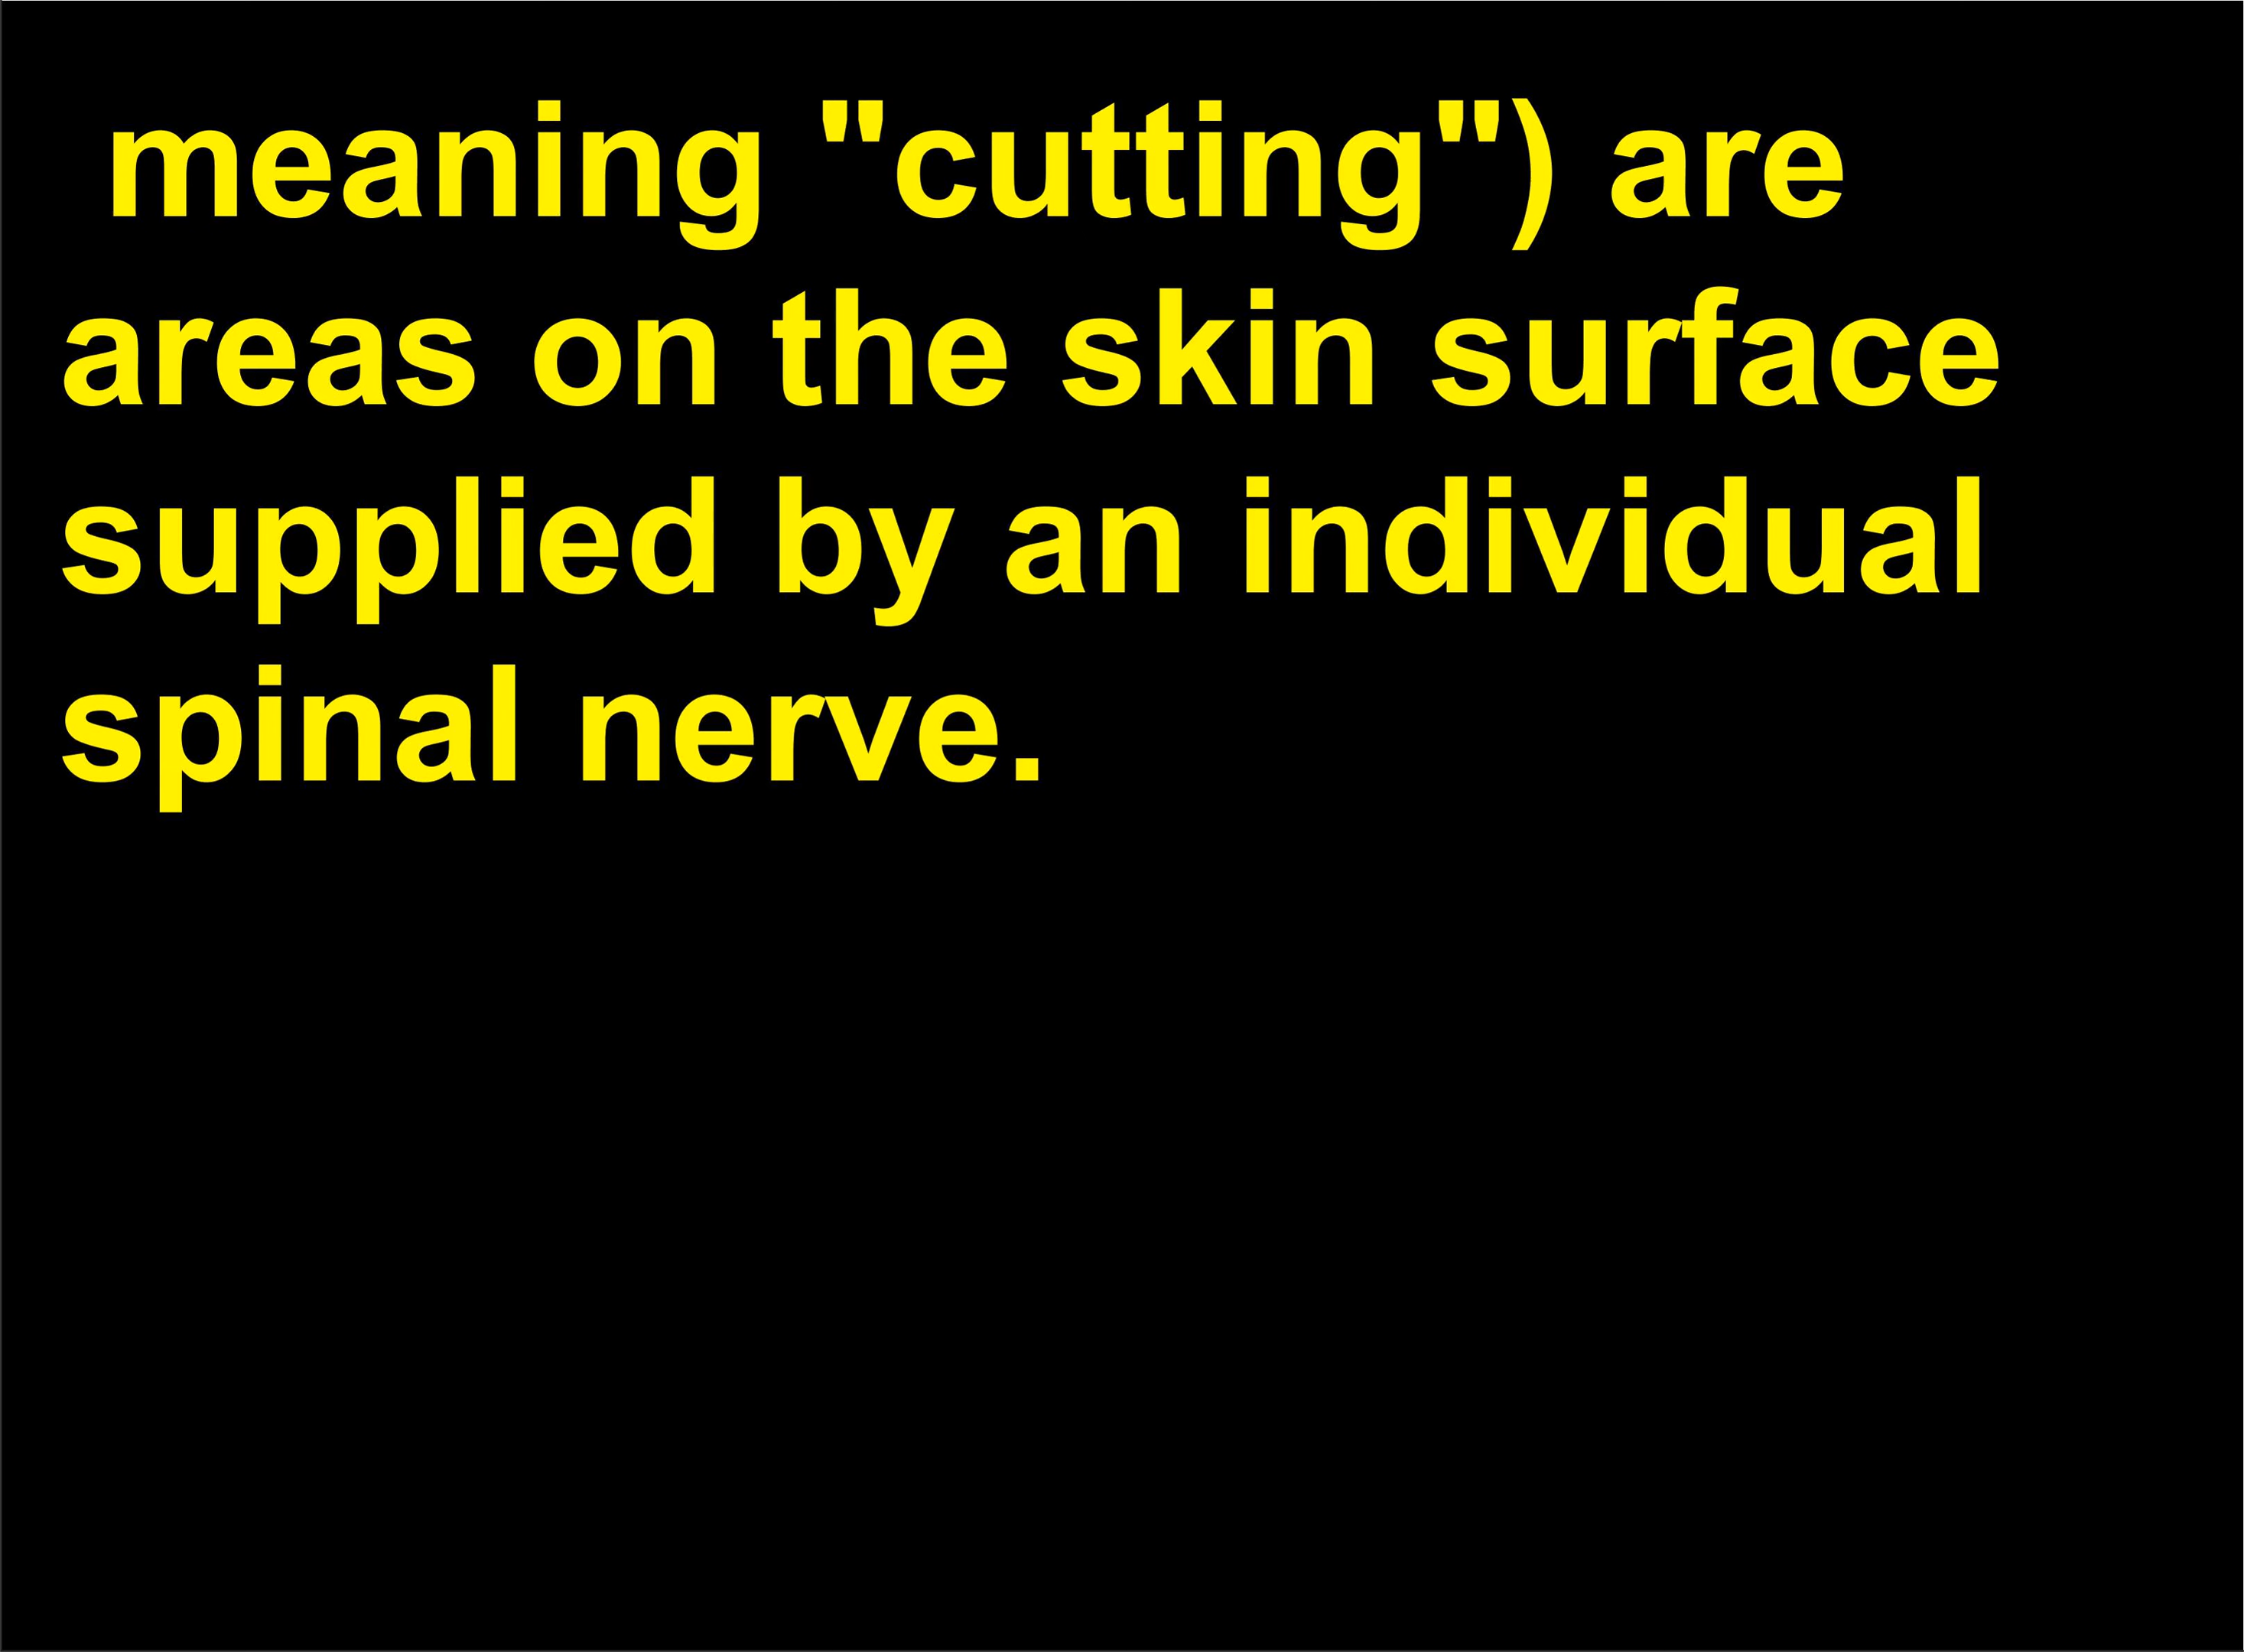 meaning "cutting") are
areas on the skin surface
supplied by an individual
spinal nerve.